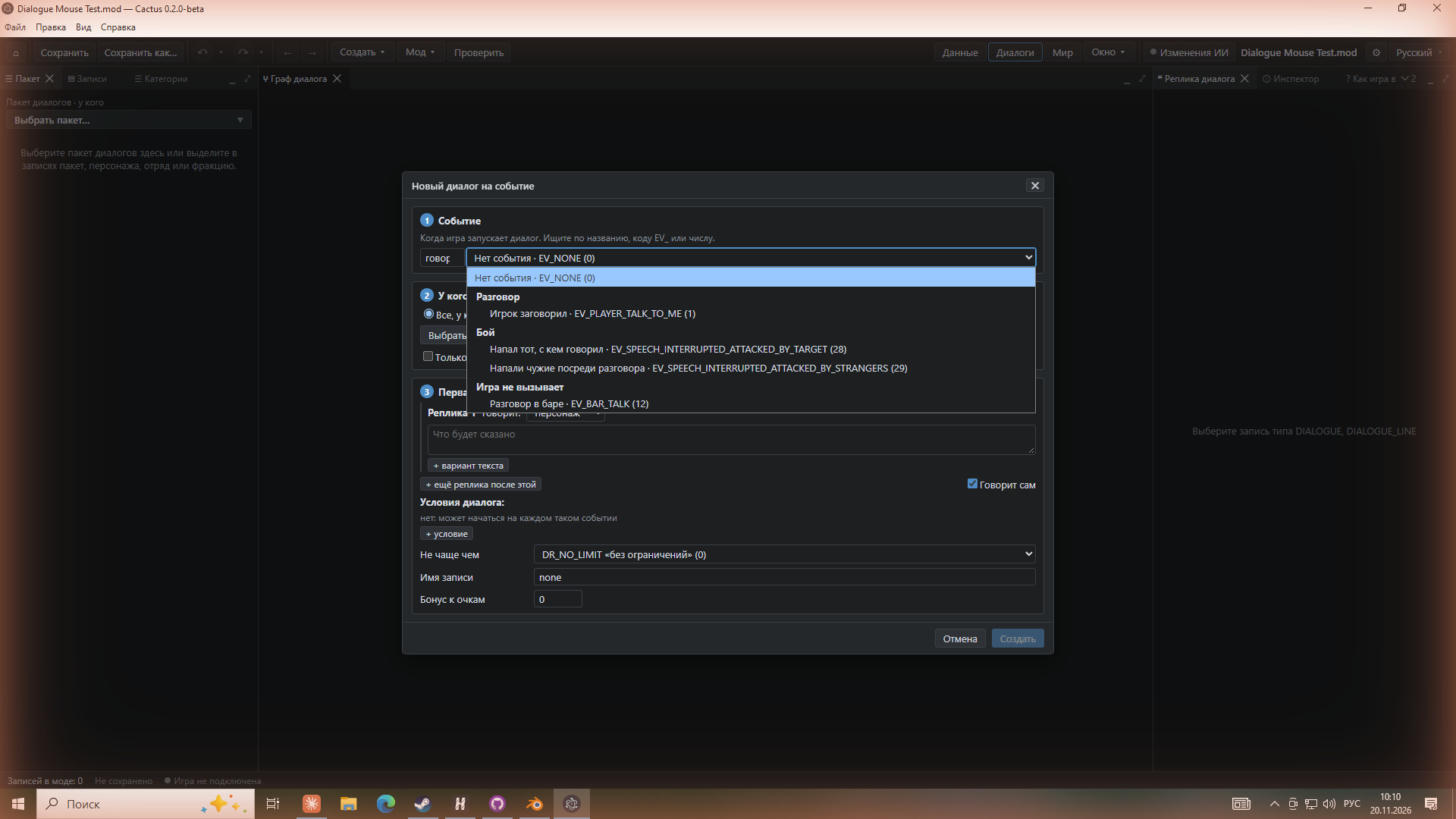 Dialogue Mouse Test.mod — Cactus 0.2.0-beta
Файл Правка Вид Справка
Сохранить Сохранить как... Создать Мод Проверить Данные Диалоги Мир Окно Изменения ИИ Dialogue Mouse Test.mod Русский
Пакет Записи Категории Граф диалога Реплика диалога Инспектор ? Как игра в 2
Пакет диалогов · у кого
Выбрать пакет...
Выберите пакет диалогов здесь или выделите в
записях пакет, персонажа, отряд или фракцию.
Новый диалог на событие
1 Событие
Когда игра запускает диалог. Ищите по названию, коду EV_ или числу.
говор Нет события · EV_NONE (0)
Нет события · EV_NONE (0)
2 У кого
Разговор
Все, у к
Игрок заговорил · EV_PLAYER_TALK_TO_ME (1)
Выбрать
Бой
Только
Напал тот, с кем говорил · EV_SPEECH_INTERRUPTED_ATTACKED_BY_TARGET (28)
Напали чужие посреди разговора · EV_SPEECH_INTERRUPTED_ATTACKED_BY_STRANGERS (29)
3 Перва
Игра не вызывает
Разговор в баре · EV_BAR_TALK (12)
Реплика 1 говорит: персонаж
Что будет сказано
+ вариант текста
+ ещё реплика после этой Говорит сам
Условия диалога:
нет: может начаться на каждом таком событии
+ условие
Не чаще чем DR_NO_LIMIT «без ограничений» (0)
Имя записи none
Бонус к очкам 0
Отмена Создать
Выберите запись типа DIALOGUE, DIALOGUE_LINE
Записей в моде: 0 Не сохранено Игра не подключена
Поиск РУС 10:10
20.11.2026